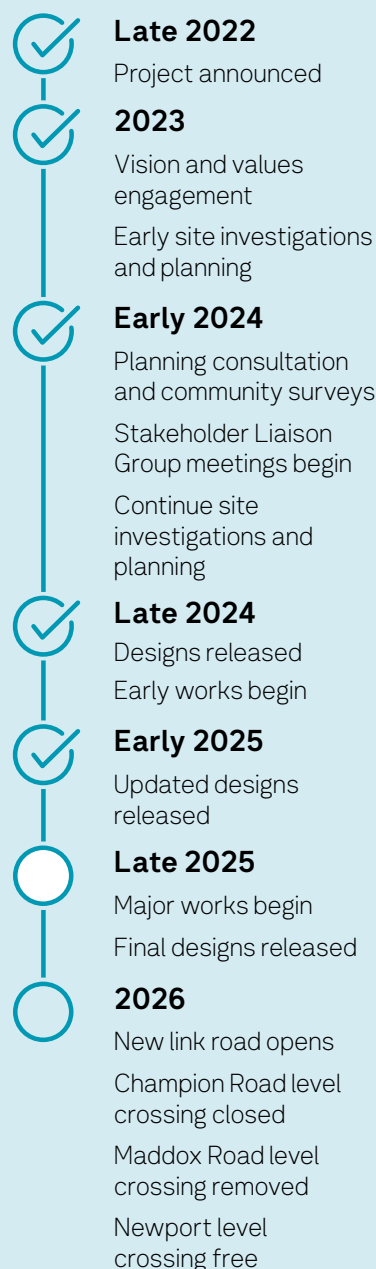 Late 2022
Project announced
2023
Vision and values
engagement
Early site investigations
and planning
Early 2024
Planning consultation
and community surveys
Stakeholder Liaison
Group meetings begin
Continue site
investigations and
planning
Late 2024
Designs released
Early works begin
Early 2025
Updated designs
released
Late 2025
Major works begin
Final designs released
2026
New link road opens
Champion Road level
crossing closed
Maddox Road level
crossing removed
Newport level
crossing free